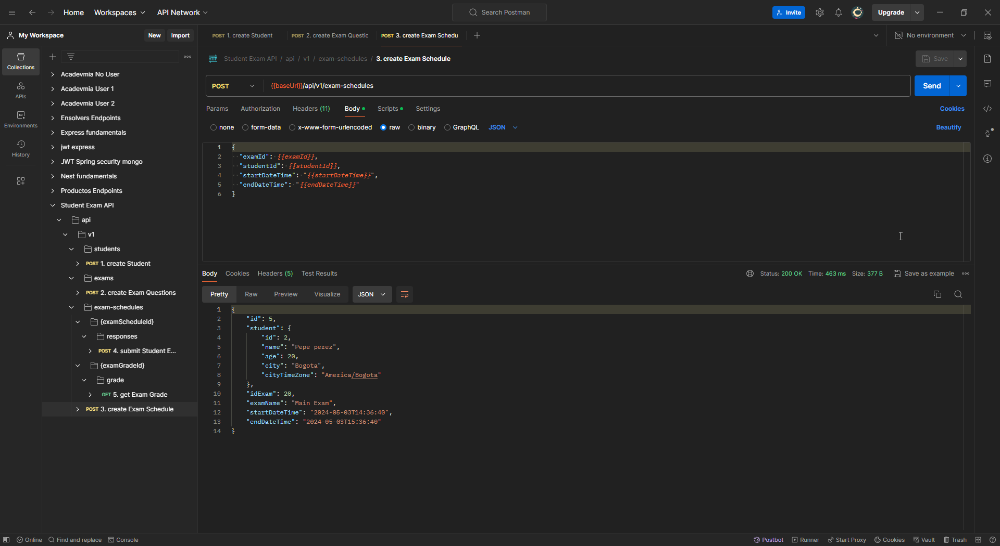 Home Workspaces API Network Search Postman Invite Upgrade
My Workspace New Import POST 1. create Student POST 2. create Exam Questio POST 3. create Exam Schedu No environment
Collections
APIs
Environments
History
Acadevmia No User
Acadevmia User 1
Acadevmia User 2
Ensolvers Endpoints
Express fundamentals
jwt express
JWT Spring security mongo
Nest fundamentals
Productos Endpoints
Student Exam API
api
v1
students
POST 1. create Student
exams
POST 2. create Exam Questions
exam-schedules
{examScheduleId}
responses
POST 4. submit Student E...
{examGradeId}
grade
GET 5. get Exam Grade
POST 3. create Exam Schedule
HTTP Student Exam API / api / v1 / exam-schedules / 3. create Exam Schedule Save
POST {{baseUrl}}/api/v1/exam-schedules Send
Params Authorization Headers (11) Body Scripts Settings Cookies
none form-data x-www-form-urlencoded raw binary GraphQL JSON Beautify
1 {
2 "examId": {{examId}},
3 "studentId": {{studentId}},
4 "startDateTime": "{{startDateTime}}",
5 "endDateTime": "{{endDateTime}}"
6 }
Body Cookies Headers (5) Test Results Status: 200 OK Time: 463 ms Size: 377 B Save as example
Pretty Raw Preview Visualize JSON
1 {
2 "id": 5,
3 "student": {
4 "id": 2,
5 "name": "Pepe perez",
6 "age": 20,
7 "city": "Bogota",
8 "cityTimeZone": "America/Bogota"
9 },
10 "idExam": 20,
11 "examName": "Main Exam",
12 "startDateTime": "2024-05-03T14:36:40",
13 "endDateTime": "2024-05-03T15:36:40"
14 }
Online Find and replace Console Postbot Runner Start Proxy Cookies Vault Trash